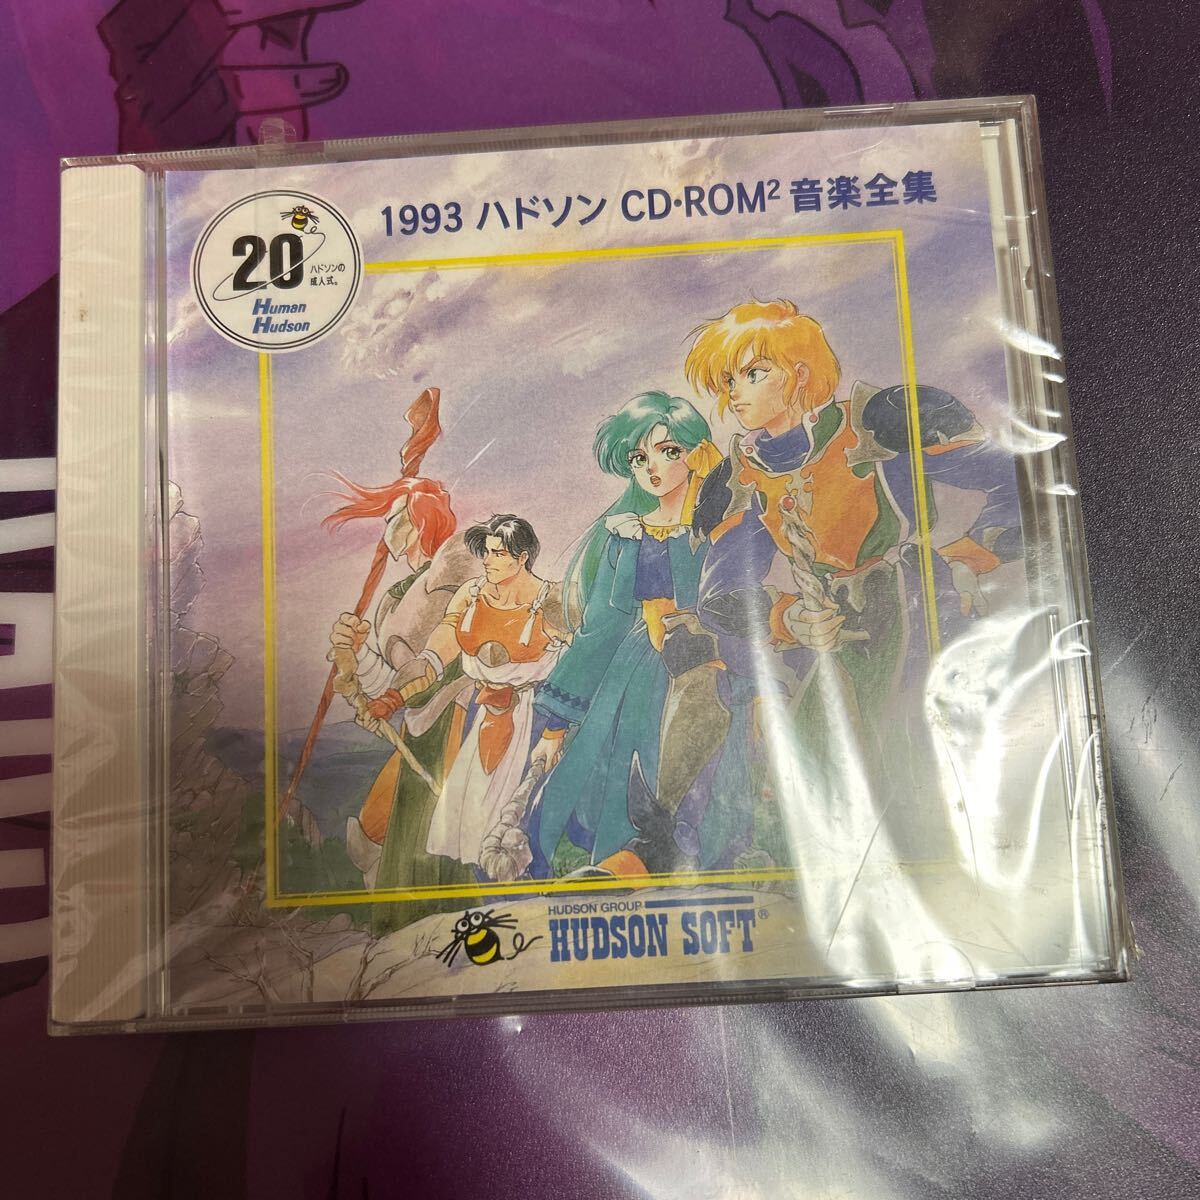 1993 ハドソン CD・ROM² 音楽全集
20
ハドソンの
成人式。
Human
Hudson
HUDSON GROUP
HUDSON SOFT®